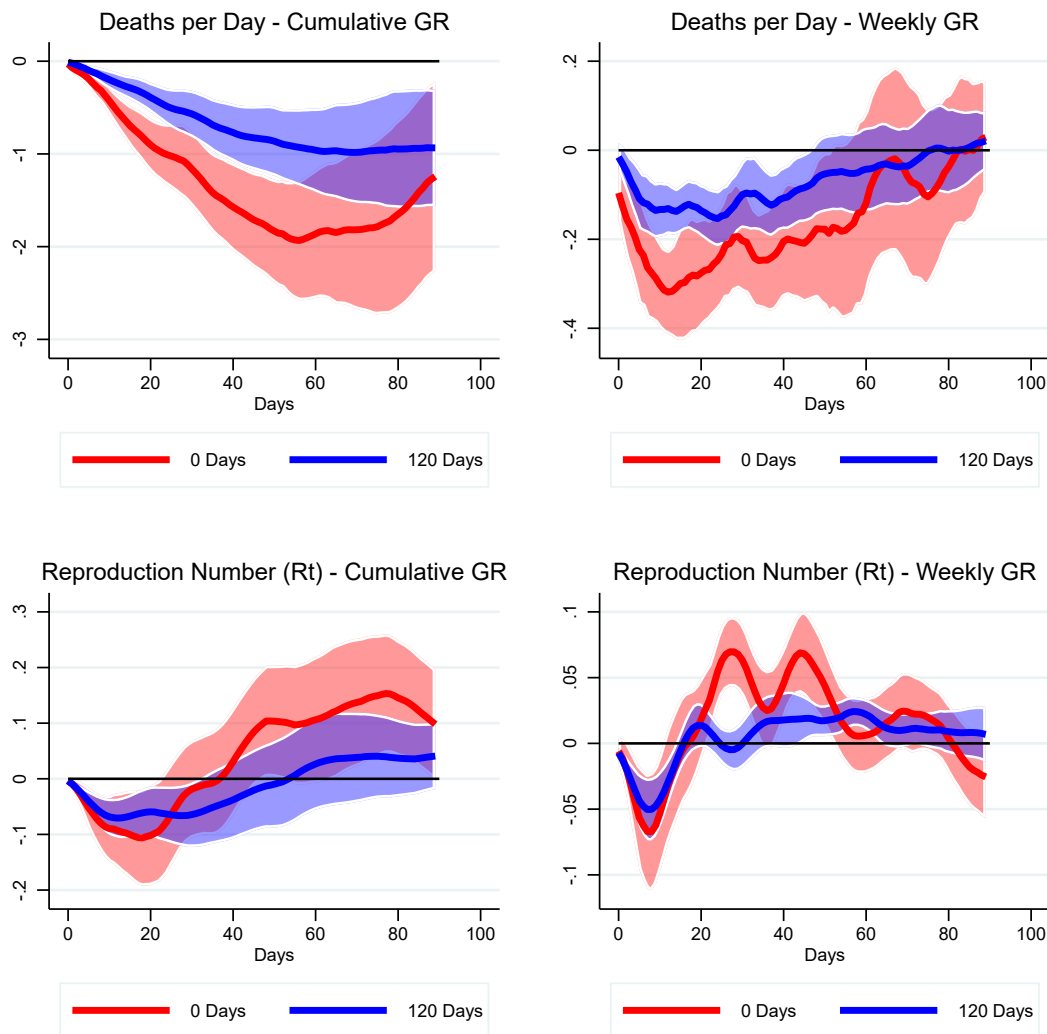 Deaths per Day - Cumulative GR
0
-1
-2
-3
0 20 40 60 80 100
Days
0 Days 120 Days
Deaths per Day - Weekly GR
.2
0
-.2
-.4
0 20 40 60 80 100
Days
0 Days 120 Days
Reproduction Number (Rt) - Cumulative GR
.3
.2
.1
0
-.1
-.2
0 20 40 60 80 100
Days
0 Days 120 Days
Reproduction Number (Rt) - Weekly GR
.1
.05
0
-.05
-.1
0 20 40 60 80 100
Days
0 Days 120 Days